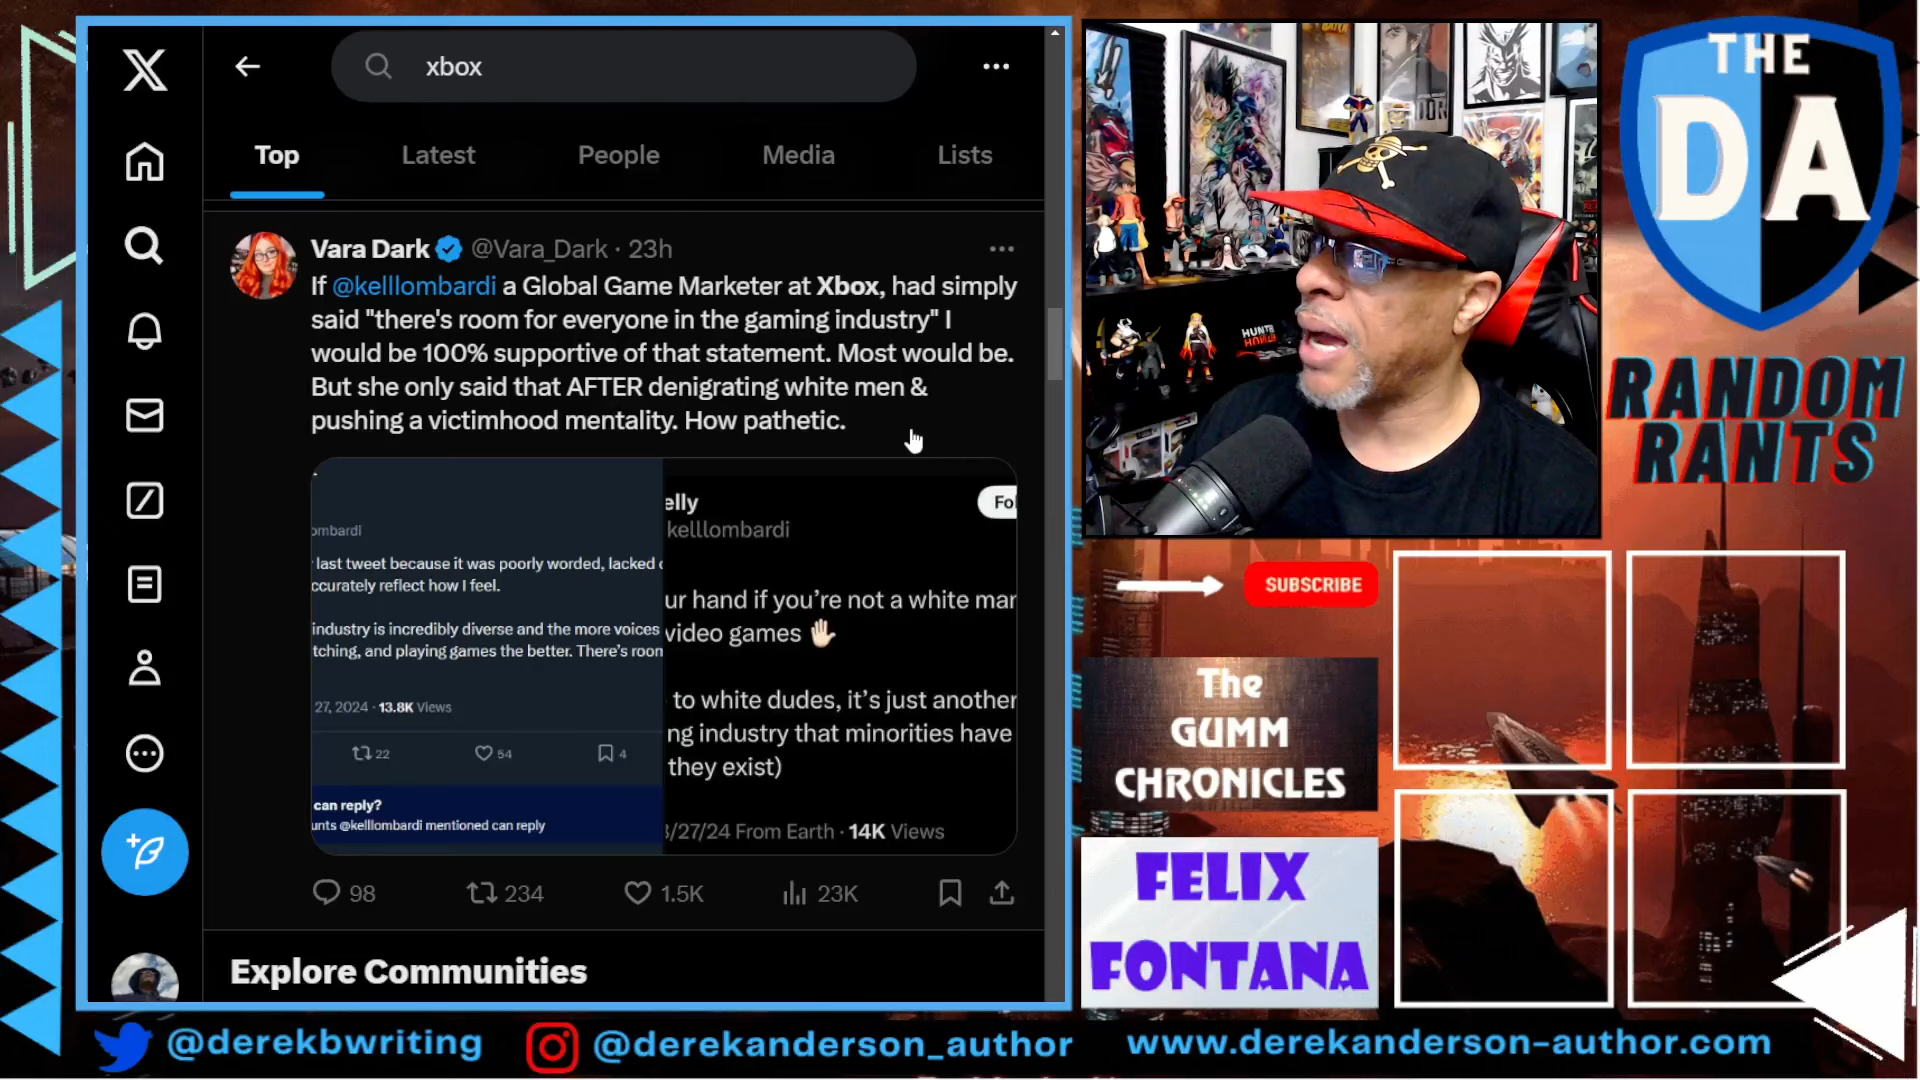 xbox
Top
Latest
People
Media
Lists
Vara Dark @Vara_Dark · 23h
If @kelllombardi a Global Game Marketer at Xbox, had simply
said "there's room for everyone in the gaming industry" I
would be 100% supportive of that statement. Most would be.
But she only said that AFTER denigrating white men &
pushing a victimhood mentality. How pathetic.
ombardi
last tweet because it was poorly worded, lacked
ccurately reflect how I feel.
industry is incredibly diverse and the more voices
tching, and playing games the better. There's room
27, 2024 · 13.8K Views
22
54
4
can reply?
unts @kelllombardi mentioned can reply
elly
Fo
kelllombardi
ur hand if you're not a white man
video games
to white dudes, it's just another
ng industry that minorities have
they exist)
/27/24 From Earth · 14K Views
98
234
1.5K
23K
Explore Communities
HUNTER
THE
DA
RANDOM
RANTS
SUBSCRIBE
The
GUMM
CHRONICLES
FELIX
FONTANA
@derekbwriting
@derekanderson_author
www.derekanderson-author.com